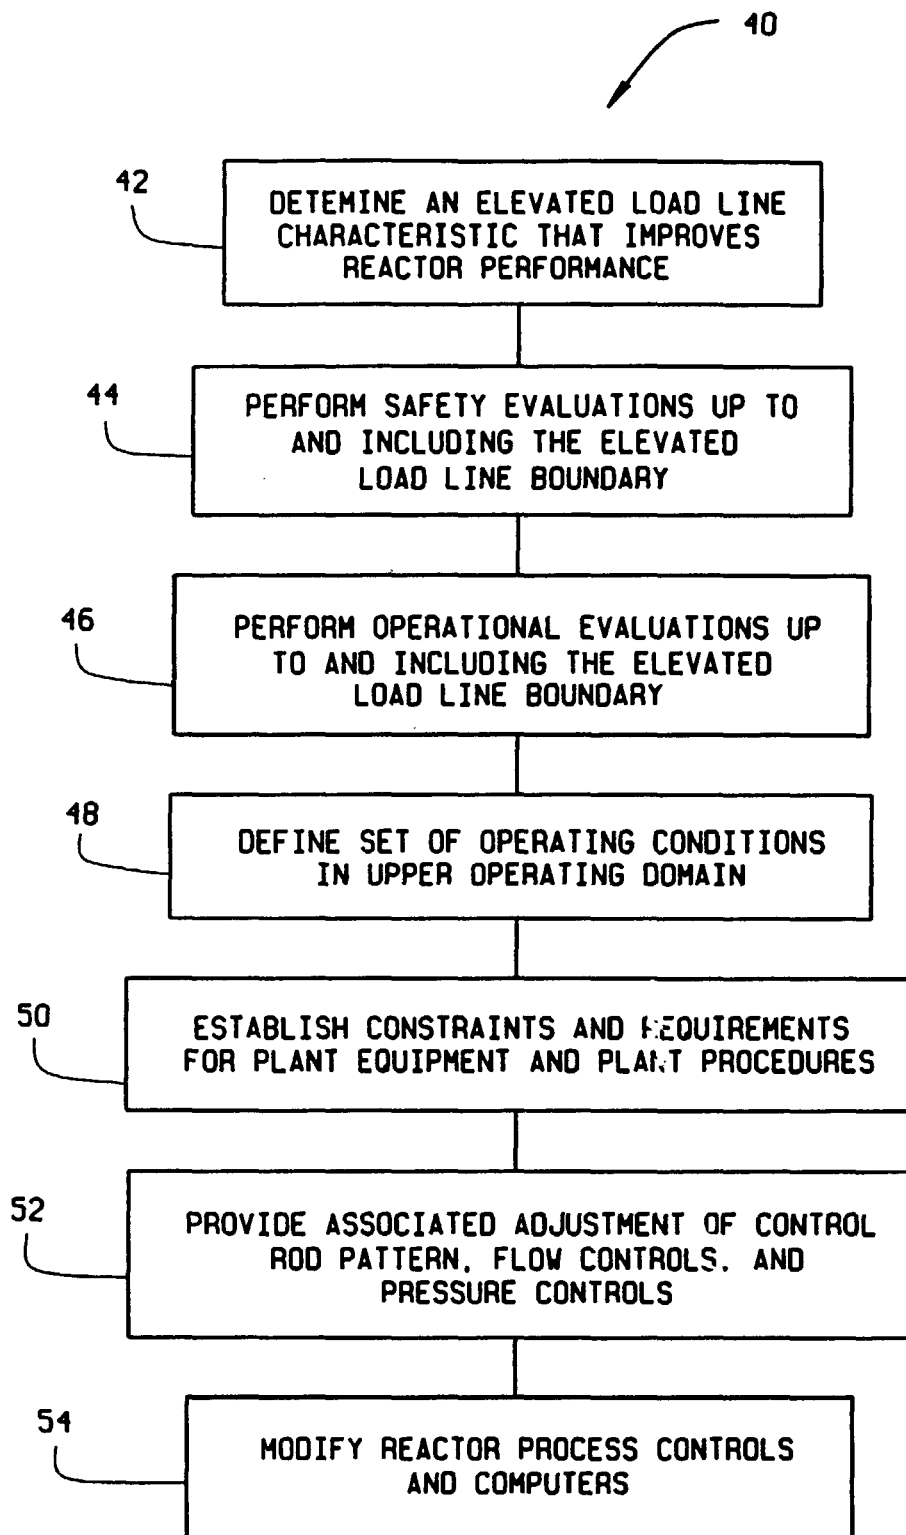 40
42
DETEMINE AN ELEVATED LOAD LINE
CHARACTERISTIC THAT IMPROVES
REACTOR PERFORMANCE
44
PERFORM SAFETY EVALUATIONS UP TO
AND INCLUDING THE ELEVATED
LOAD LINE BOUNDARY
46
PERFORM OPERATIONAL EVALUATIONS UP
TO AND INCLUDING THE ELEVATED
LOAD LINE BOUNDARY
48
DEFINE SET OF OPERATING CONDITIONS
IN UPPER OPERATING DOMAIN
50
ESTABLISH CONSTRAINTS AND REQUIREMENTS
FOR PLANT EQUIPMENT AND PLANT PROCEDURES
52
PROVIDE ASSOCIATED ADJUSTMENT OF CONTROL
ROD PATTERN, FLOW CONTROLS, AND
PRESSURE CONTROLS
54
MODIFY REACTOR PROCESS CONTROLS
AND COMPUTERS